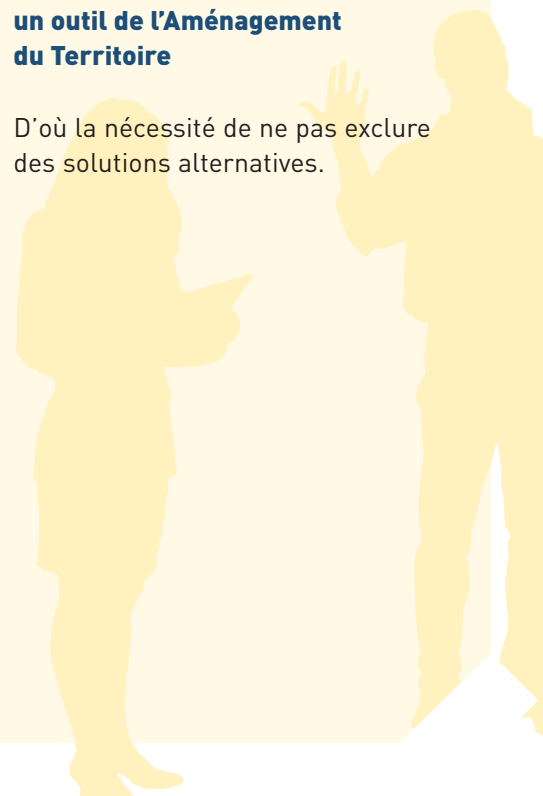 un outil de l’Aménagement
du Territoire
D’où la nécessité de ne pas exclure
des solutions alternatives.